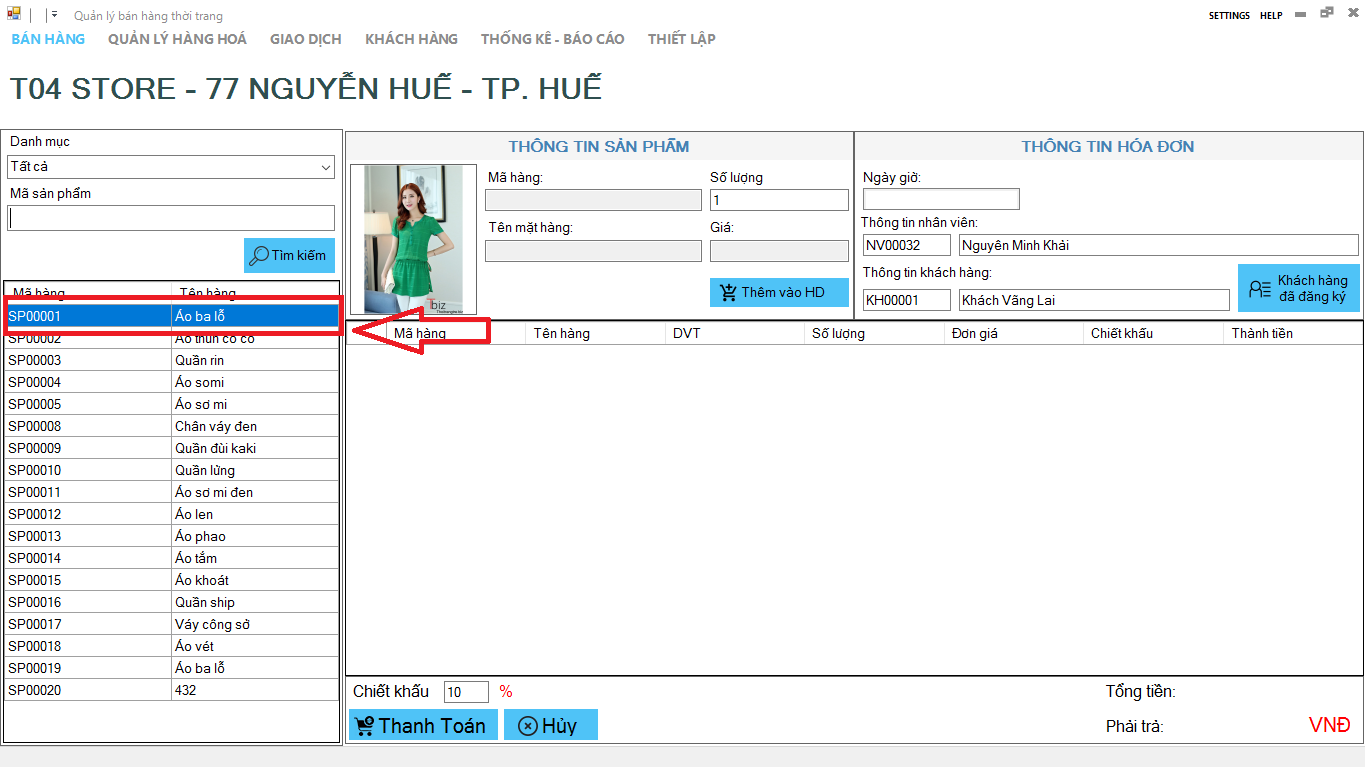 Quản lý bán hàng thời trang
SETTINGS HELP
BÁN HÀNG QUẢN LÝ HÀNG HOÁ GIAO DỊCH KHÁCH HÀNG THỐNG KÊ - BÁO CÁO THIẾT LẬP
T04 STORE - 77 NGUYỄN HUẾ - TP. HUẾ
Danh mục
Tất cả
Mã sản phẩm
Tìm kiếm
Mã hàng Tên hàng
SP00001 Áo ba lỗ
SP00002 Áo thun có cổ
SP00003 Quần rin
SP00004 Áo somi
SP00005 Áo sơ mi
SP00008 Chân váy đen
SP00009 Quần đùi kaki
SP00010 Quần lửng
SP00011 Áo sơ mi đen
SP00012 Áo len
SP00013 Áo phao
SP00014 Áo tắm
SP00015 Áo khoát
SP00016 Quần ship
SP00017 Váy công sở
SP00018 Áo vét
SP00019 Áo ba lỗ
SP00020 432
THÔNG TIN SẢN PHẨM
Mã hàng:
Số lượng
1
Tên mặt hàng:
Giá:
Thêm vào HD
biz
THÔNG TIN HÓA ĐƠN
Ngày giờ:
Thông tin nhân viên:
NV00032 Nguyên Minh Khải
Thông tin khách hàng:
KH00001 Khách Vãng Lai
Khách hàng
đã đăng ký
Mã hàng Tên hàng DVT Số lượng Đơn giá Chiết khấu Thành tiền
Chiết khấu 10 %
Thanh Toán Hủy
Tổng tiền:
Phải trả: VNĐ